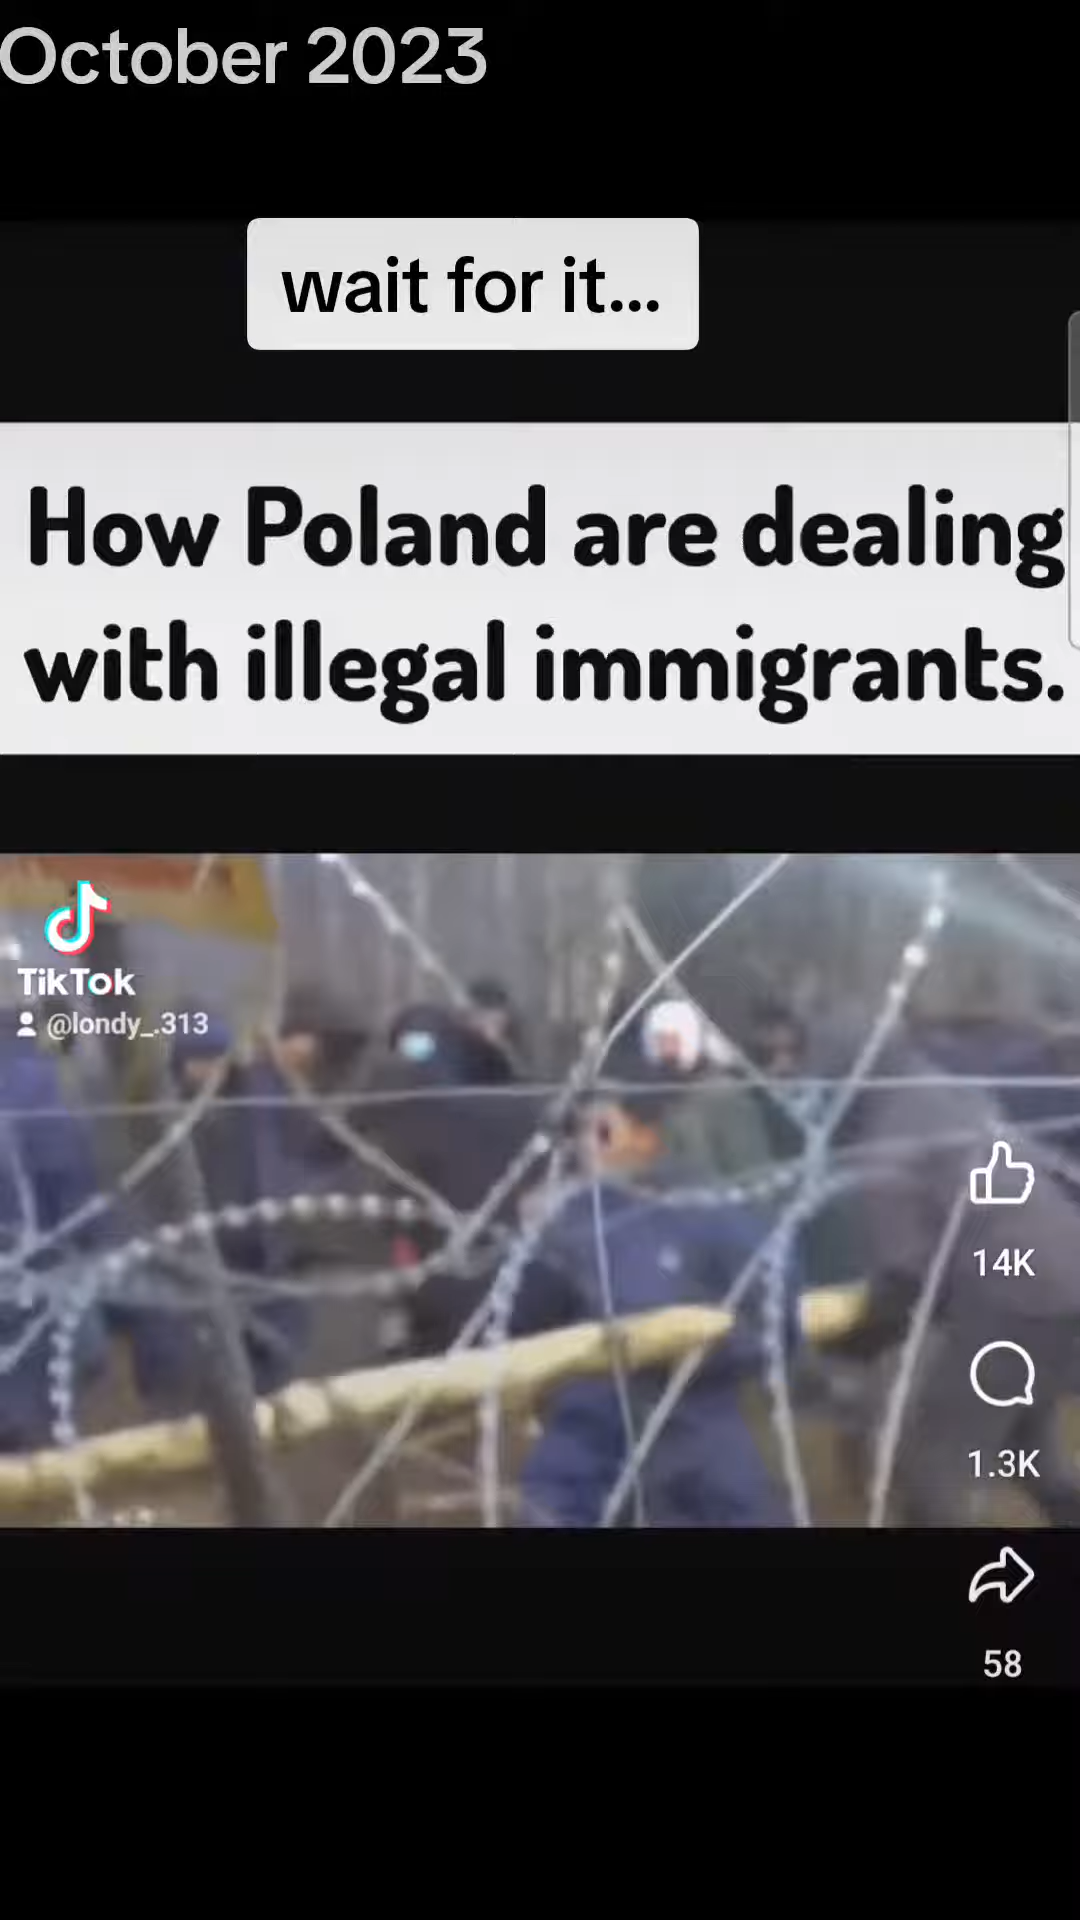 October 2023
wait for it...
How Poland are dealing
with illegal immigrants.
TikTok
@londy_.313
14K
1.3K
58